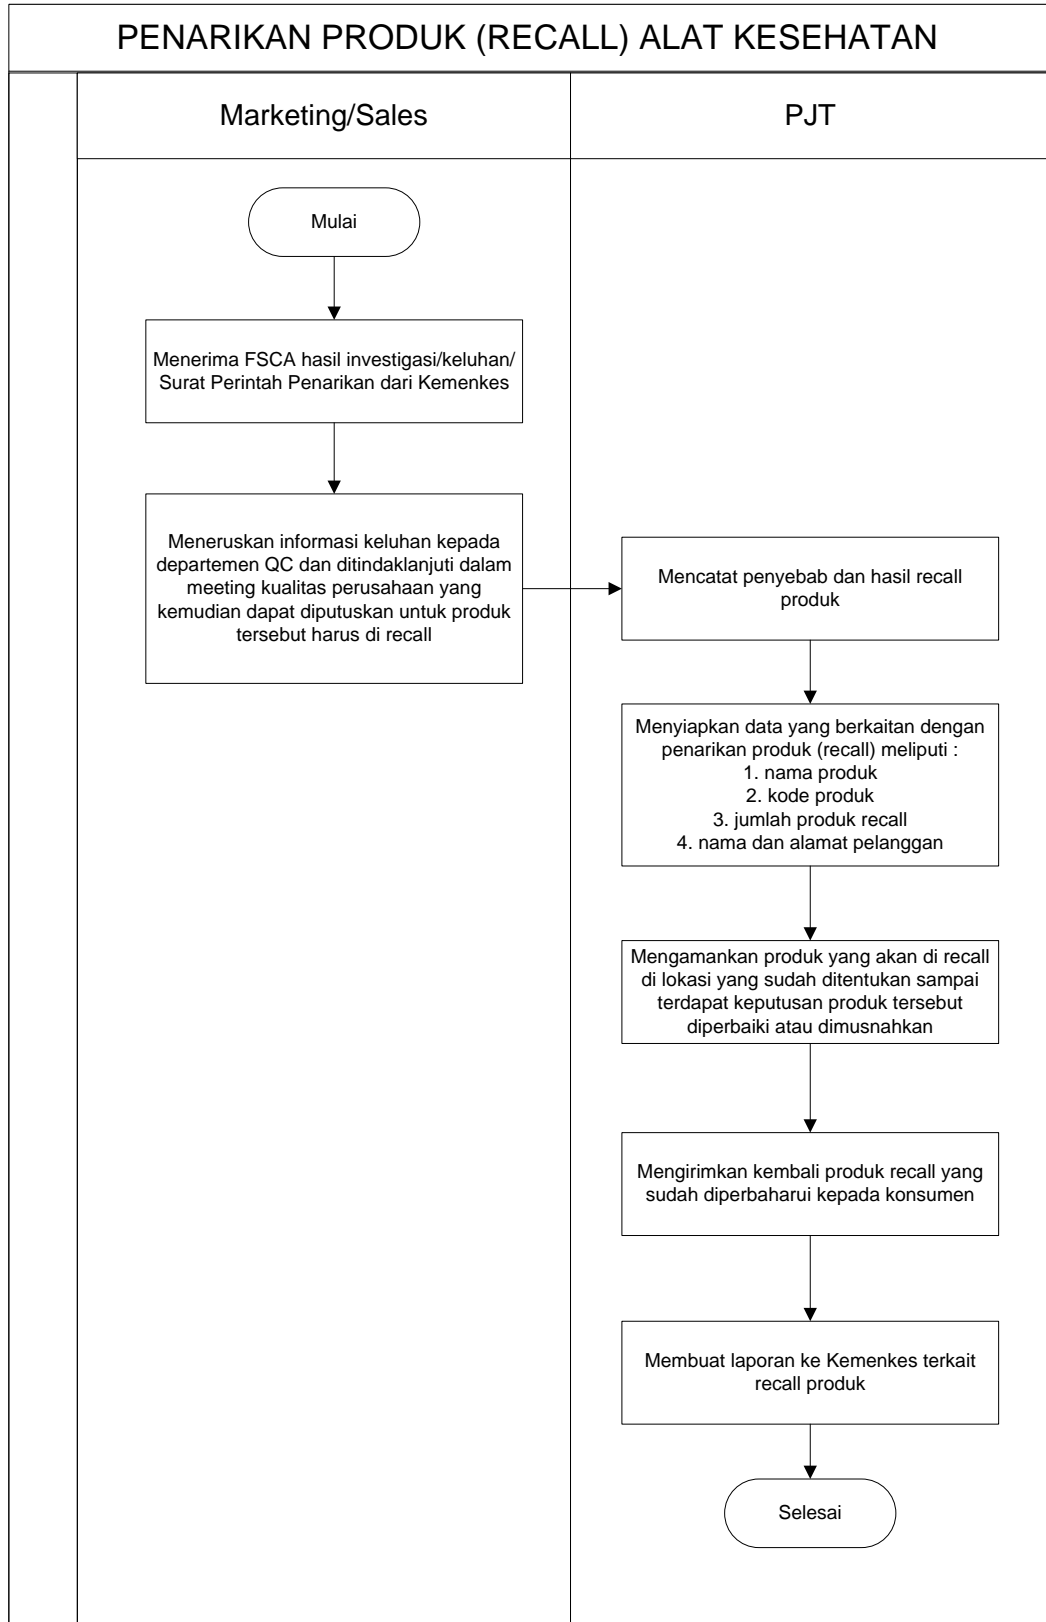 PENARIKAN PRODUK (RECALL) ALAT KESEHATAN
Marketing/Sales
PJT
Mulai
Menerima FSCA hasil investigasi/keluhan/
Surat Perintah Penarikan dari Kemenkes
Meneruskan informasi keluhan kepada
departemen QC dan ditindaklanjuti dalam
meeting kualitas perusahaan yang
kemudian dapat diputuskan untuk produk
tersebut harus di recall
Mencatat penyebab dan hasil recall
produk
Menyiapkan data yang berkaitan dengan
penarikan produk (recall) meliputi :
1. nama produk
2. kode produk
3. jumlah produk recall
4. nama dan alamat pelanggan
Mengamankan produk yang akan di recall
di lokasi yang sudah ditentukan sampai
terdapat keputusan produk tersebut
diperbaiki atau dimusnahkan
Mengirimkan kembali produk recall yang
sudah diperbaharui kepada konsumen
Membuat laporan ke Kemenkes terkait
recall produk
Selesai